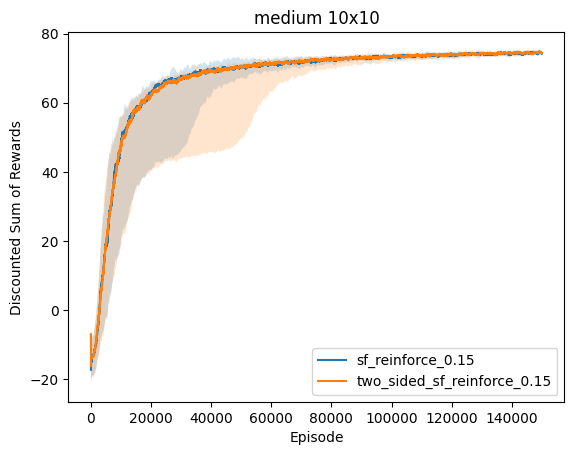 medium 10x10
80
60
40
20
0
−20
Discounted Sum of Rewards
0 20000 40000 60000 80000 100000 120000 140000
Episode
sf_reinforce_0.15
two_sided_sf_reinforce_0.15